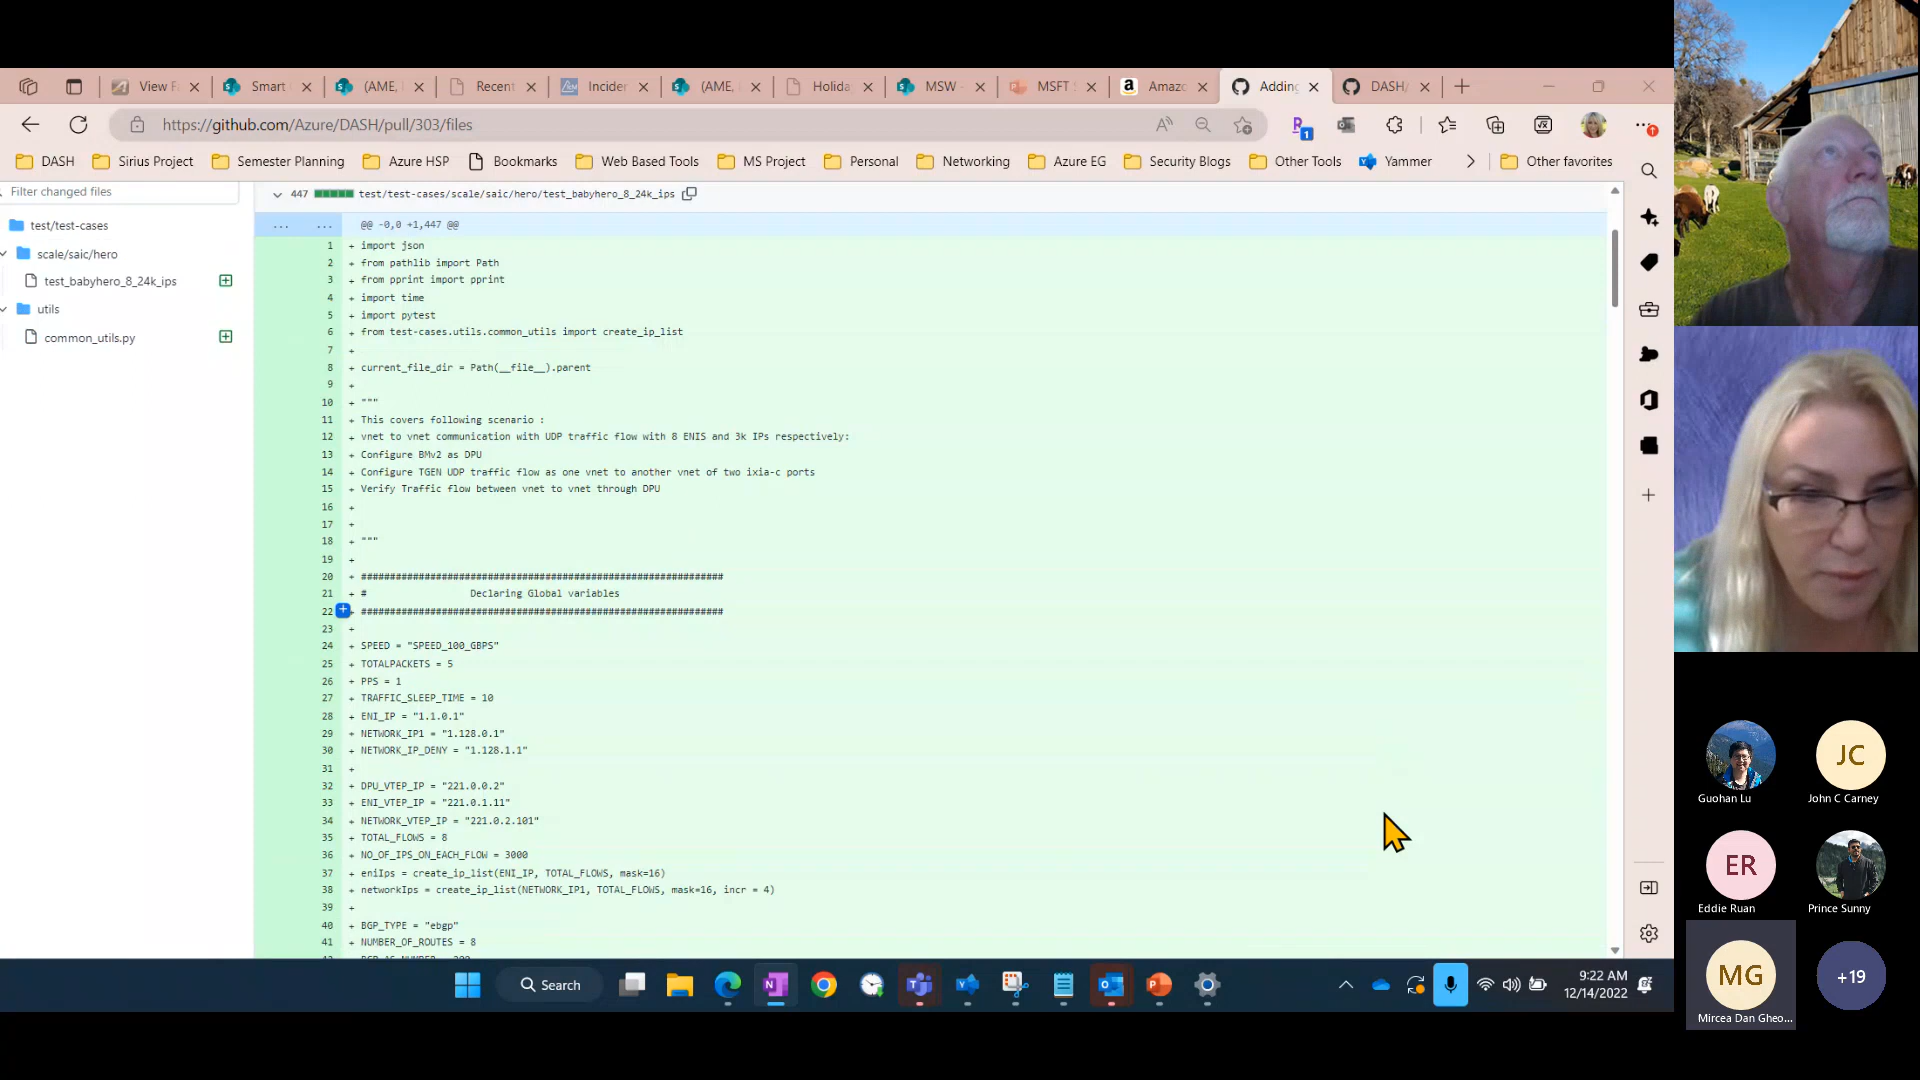 View F
Smart
(AME,
Recent
Incider
(AME,
Holida
MSW -
MSFT
Amazo
Adding
DASH/
https://github.com/Azure/DASH/pull/303/files
DASH
Sirius Project
Semester Planning
Azure HSP
Bookmarks
Web Based Tools
MS Project
Personal
Networking
Azure EG
Security Blogs
Other Tools
Yammer
Other favorites
Filter changed files
test/test-cases
scale/saic/hero
test_babyhero_8_24k_ips
utils
common_utils.py
447 test/test-cases/scale/saic/hero/test_babyhero_8_24k_ips
... ... @@ -0,0 +1,447 @@
1 + import json
2 + from pathlib import Path
3 + from pprint import pprint
4 + import time
5 + import pytest
6 + from test-cases.utils.common_utils import create_ip_list
7 +
8 + current_file_dir = Path(__file__).parent
9 +
10 + """
11 + This covers following scenario :
12 + vnet to vnet communication with UDP traffic flow with 8 ENIS and 3k IPs respectively:
13 + Configure BMv2 as DPU
14 + Configure TGEN UDP traffic flow as one vnet to another vnet of two ixia-c ports
15 + Verify Traffic flow between vnet to vnet through DPU
16 +
17 +
18 + """
19 +
20 + ###############################################################
21 + # Declaring Global variables
22 + ###############################################################
23 +
24 + SPEED = "SPEED_100_GBPS"
25 + TOTALPACKETS = 5
26 + PPS = 1
27 + TRAFFIC_SLEEP_TIME = 10
28 + ENI_IP = "1.1.0.1"
29 + NETWORK_IP1 = "1.128.0.1"
30 + NETWORK_IP_DENY = "1.128.1.1"
31 +
32 + DPU_VTEP_IP = "221.0.0.2"
33 + ENI_VTEP_IP = "221.0.1.11"
34 + NETWORK_VTEP_IP = "221.0.2.101"
35 + TOTAL_FLOWS = 8
36 + NO_OF_IPS_ON_EACH_FLOW = 3000
37 + eniIps = create_ip_list(ENI_IP, TOTAL_FLOWS, mask=16)
38 + networkIps = create_ip_list(NETWORK_IP1, TOTAL_FLOWS, mask=16, incr = 4)
39 +
40 + BGP_TYPE = "ebgp"
41 + NUMBER_OF_ROUTES = 8
Search
9:22 AM
12/14/2022
Guohan Lu
JC
John C Carney
ER
Eddie Ruan
Prince Sunny
MG
Mircea Dan Gheo...
+19